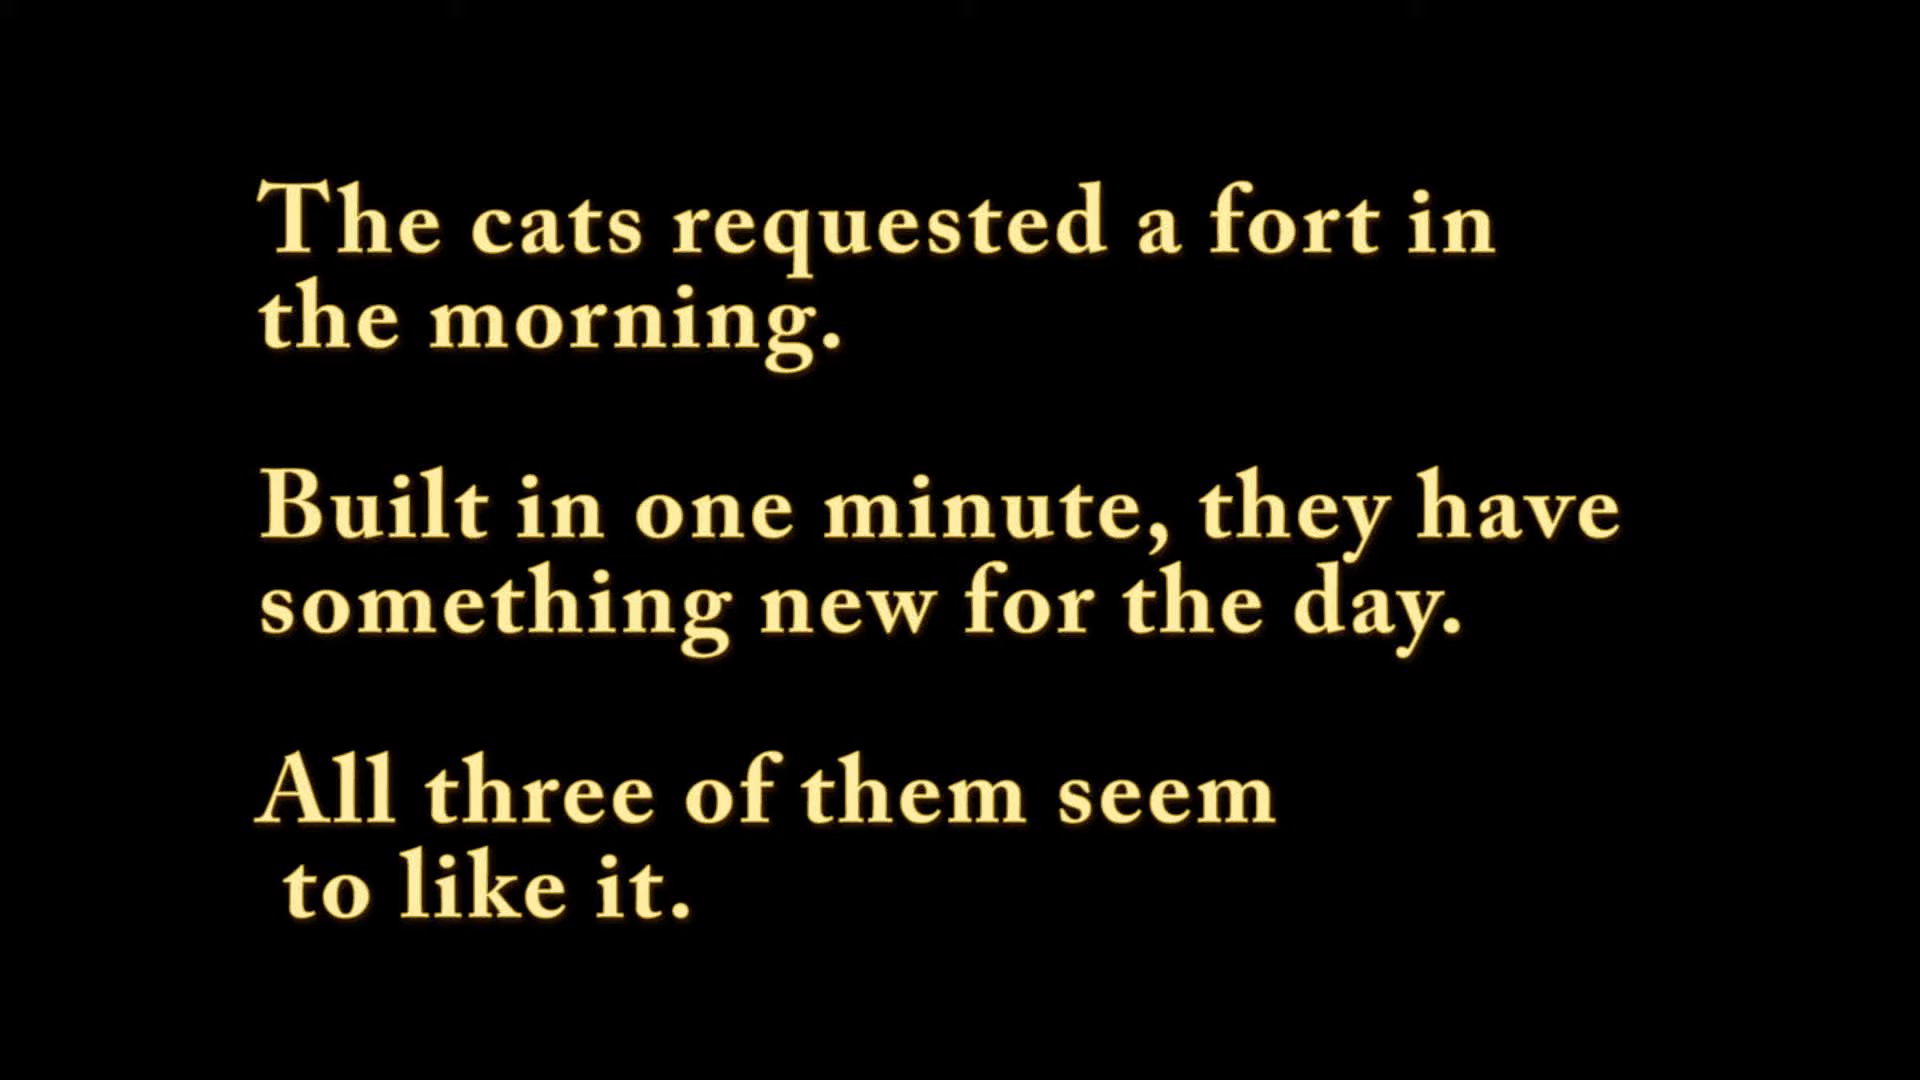 The cats requested a fort in
the morning.
Built in one minute, they have
something new for the day.
All three of them seem
to like it.